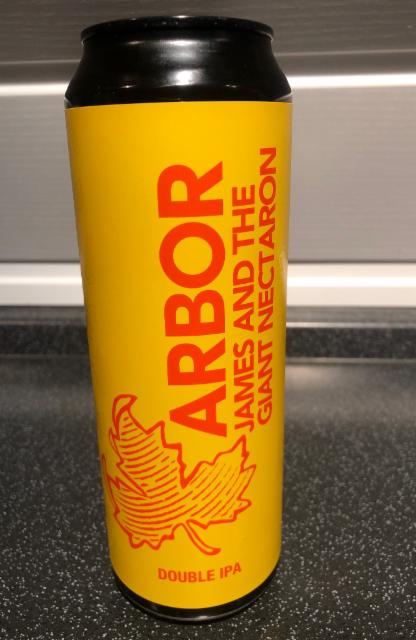 ARBOR
JAMES AND THE
GIANT NECTARON
DOUBLE IPA